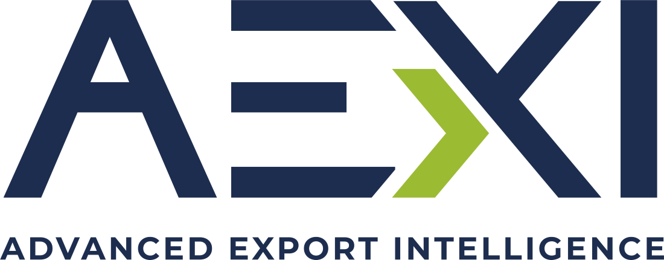 AEXI
ADVANCED EXPORT INTELLIGENCE